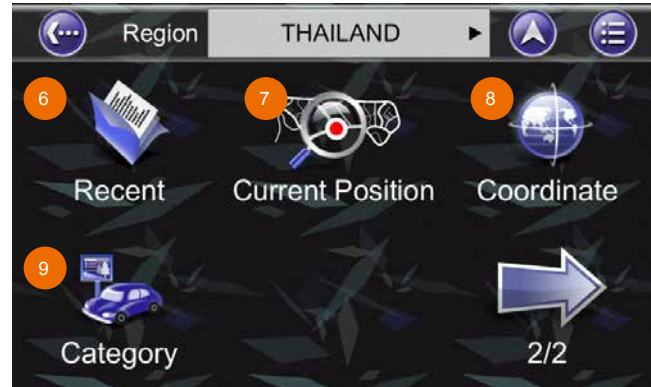 Region THAILAND
6 7 8
Recent Current Position Coordinate
9
Category 2/2